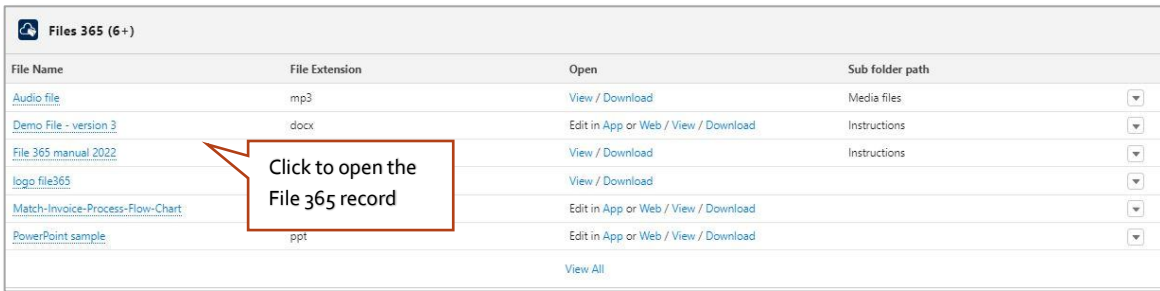 Files 365 (6+)
File Name File Extension Open Sub folder path
Audio file mp3 View / Download Media files
Demo File - version 3 docx Edit in App or Web / View / Download Instructions
File 365 manual 2022 View / Download Instructions
logo file365 View / Download
Match-Invoice-Process-Flow-Chart Edit in App or Web / View / Download
PowerPoint sample ppt Edit in App or Web / View / Download
Click to open the
File 365 record
View All